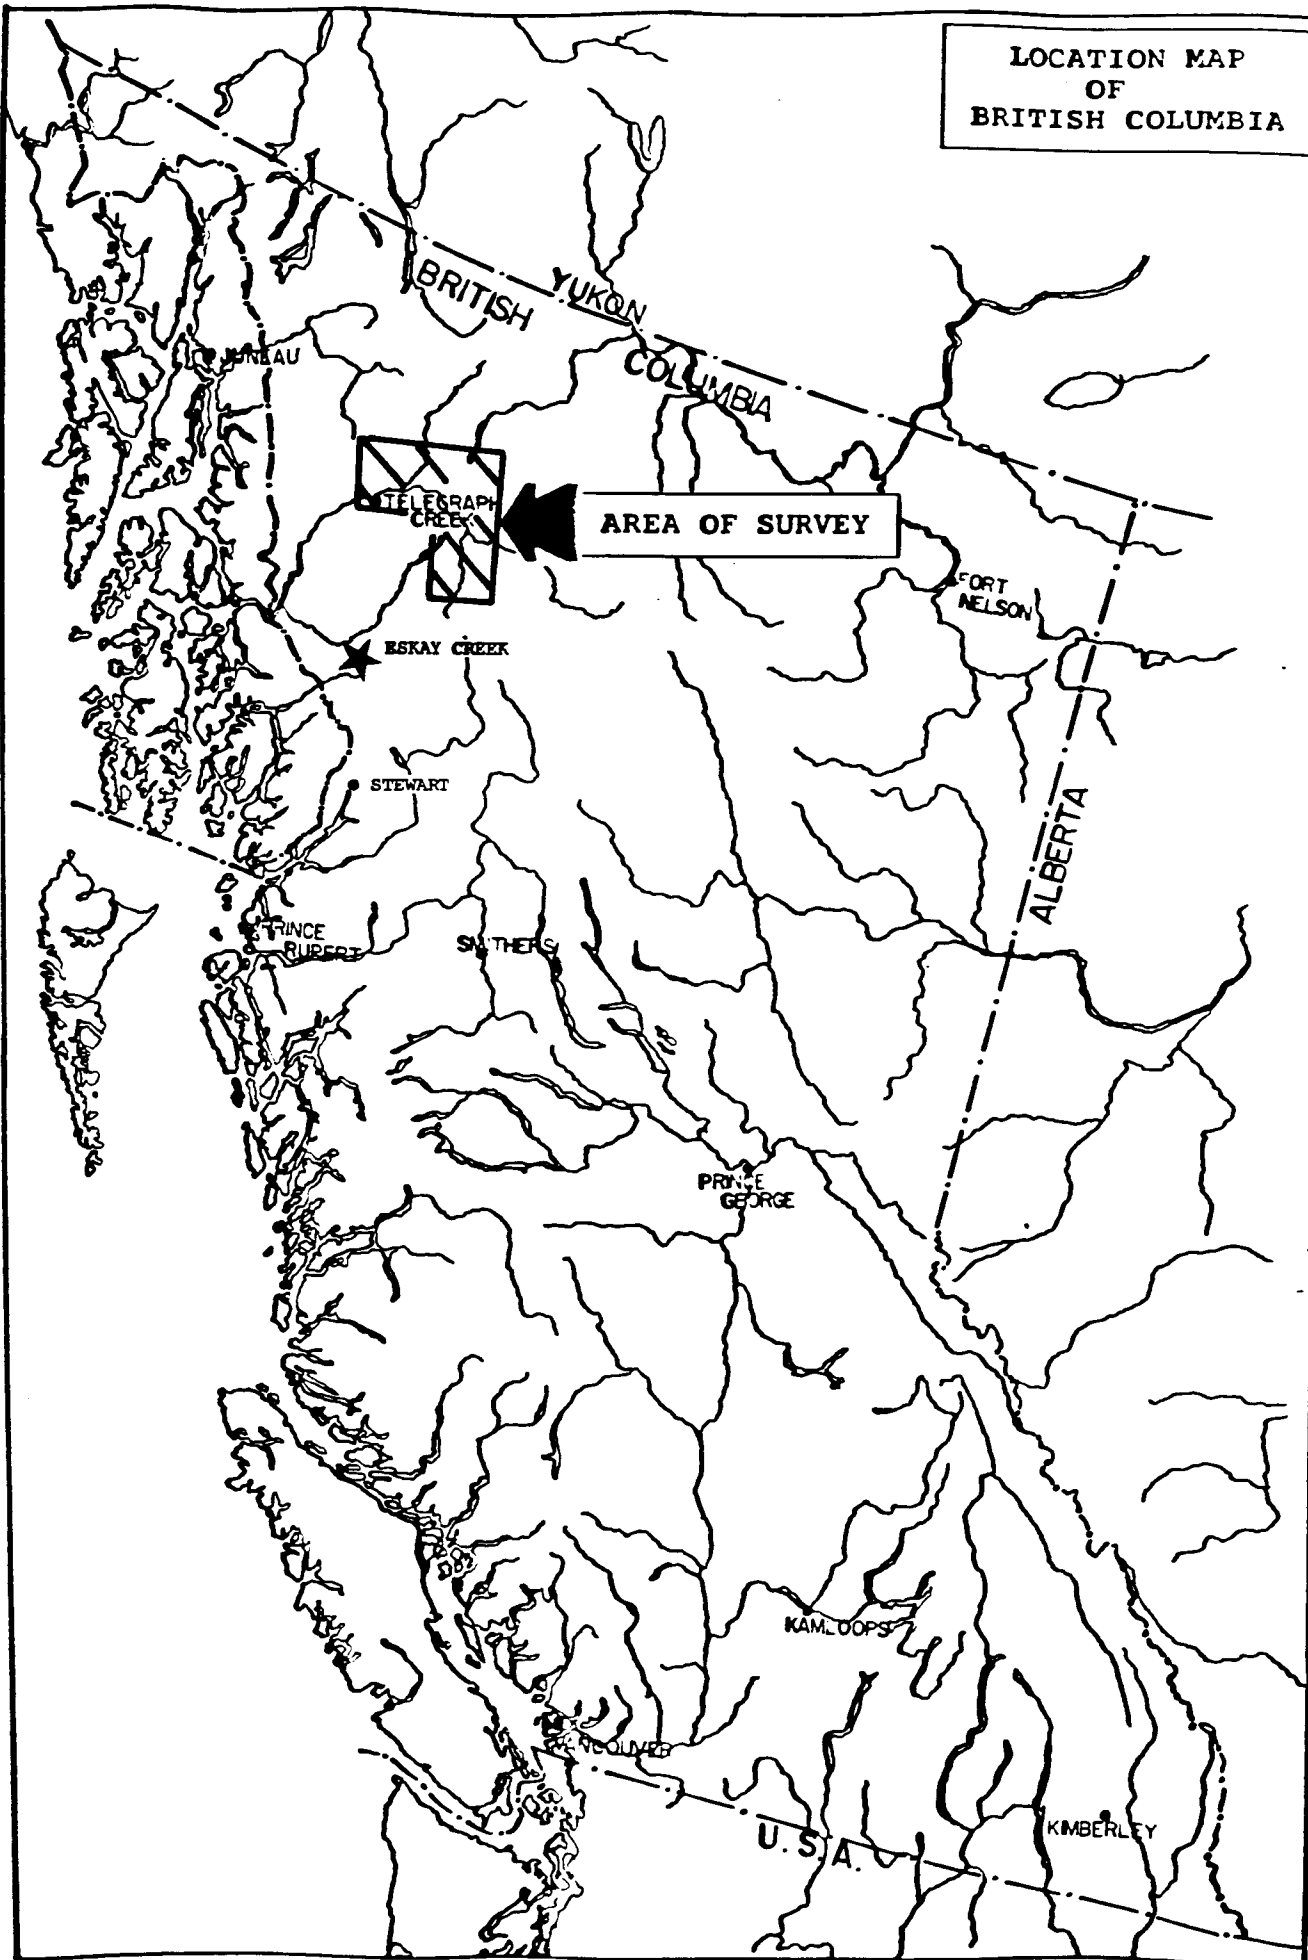 LOCATION MAP
OF
BRITISH COLUMBIA
YUKON
BRITISH
COLUMBIA
JUNEAU
TELEGRAPH
CREEK
AREA OF SURVEY
FORT
NELSON
ESKAY CREEK
STEWART
ALBERTA
PRINCE
RUPERT
SMITHERS
PRINCE
GEORGE
KAMLOOPS
VANCOUVER
KIMBERLEY
U.S.A.